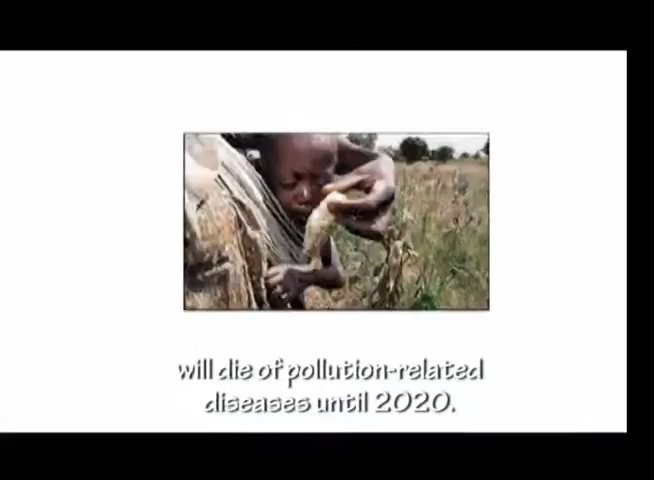 will die of pollution-related
diseases until 2020.